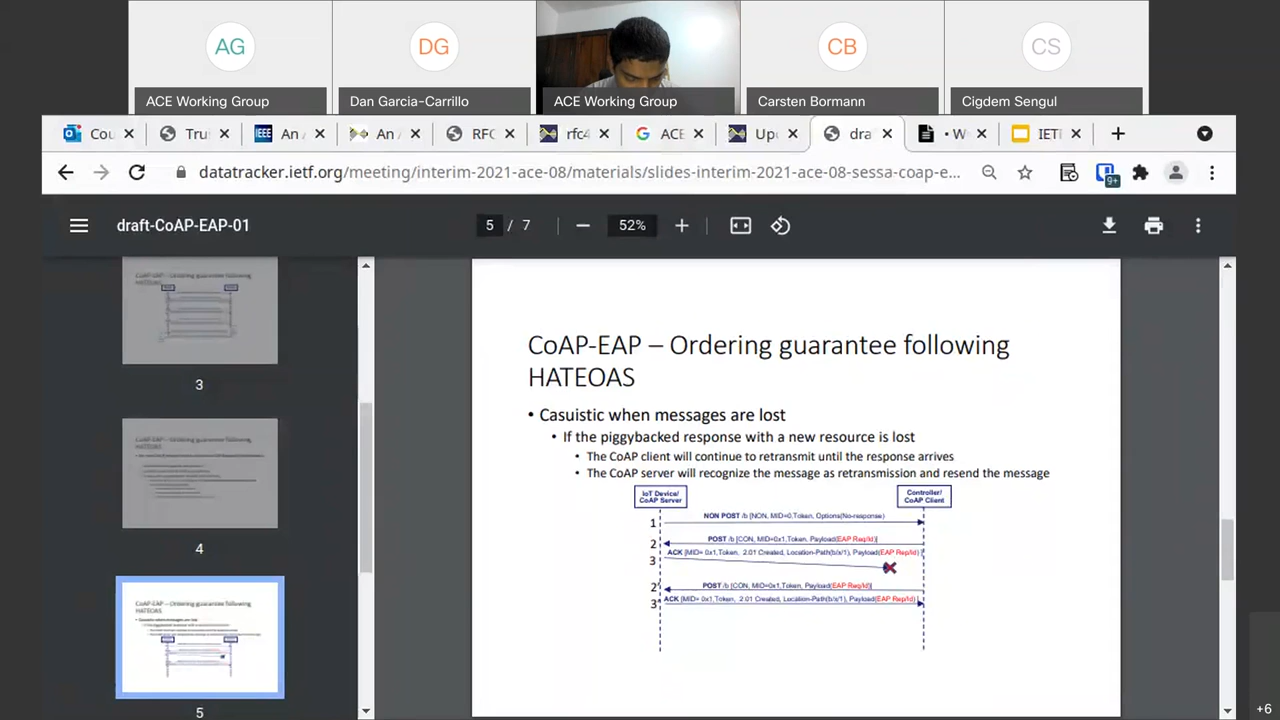 AG
DG
CB
CS
ACE Working Group
Dan Garcia-Carrillo
ACE Working Group
Carsten Bormann
Cigdem Sengul
Cou
Tru
An
An
RFC
rfc4
ACE
Up
dra
• W
IETF
datatracker.ietf.org/meeting/interim-2021-ace-08/materials/slides-interim-2021-ace-08-sessa-coap-e...
9+
draft-CoAP-EAP-01
5 / 7
52%
3
4
5
CoAP-EAP – Ordering guarantee following
HATEOAS
• Casuistic when messages are lost
• If the piggybacked response with a new resource is lost
• The CoAP client will continue to retransmit until the response arrives
• The CoAP server will recognize the message as retransmission and resend the message
IoT Device/
CoAP Server
Controller/
CoAP Client
1
NON POST /b [NON, MID=0,Token, Options(No-response)
2
POST /b [CON, MID=0x1,Token, Payload(EAP Req/Id)]
3
ACK [MID= 0x1,Token, 2.01 Created, Location-Path(b/x/1), Payload(EAP Rep/Id) ]
2'
POST /b [CON, MID=0x1,Token, Payload(EAP Req/Id)]
3'
ACK [MID= 0x1,Token, 2.01 Created, Location-Path(b/x/1), Payload(EAP Rep/Id) ]
+6